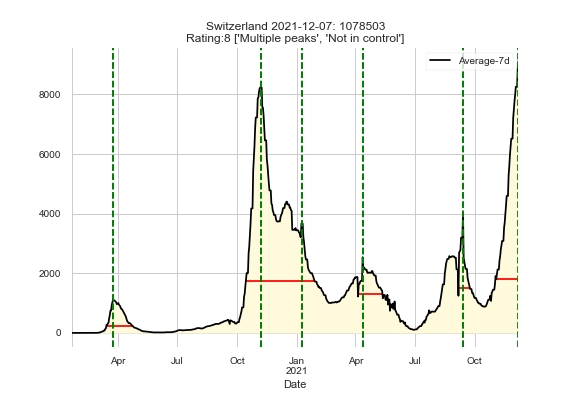 Switzerland 2021-12-07: 1078503
Rating:8 ['Multiple peaks', 'Not in control']
Average-7d
8000
6000
4000
2000
0
Apr
Jul
Oct
Jan
2021
Apr
Jul
Oct
Date